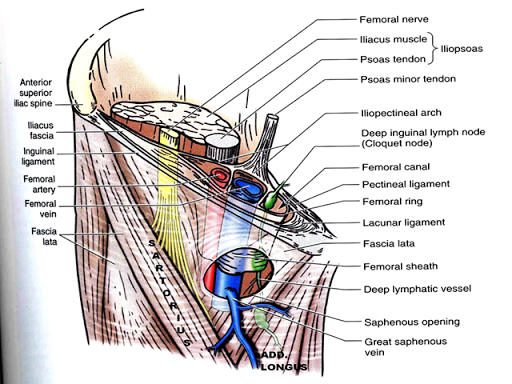 Femoral nerve
Iliacus muscle
Psoas tendon
Iliopsoas
Psoas minor tendon
Anterior
superior
iliac spine
Iliacus
fascia
Inguinal
ligament
Femoral
artery
Femoral
vein
Fascia
lata
Iliopectineal arch
Deep inguinal lymph node
(Cloquet node)
Femoral canal
Pectineal ligament
Femoral ring
Lacunar ligament
Fascia lata
Femoral sheath
Deep lymphatic vessel
Saphenous opening
Great saphenous
vein
SARTORIUS
ADD.
LONGUS